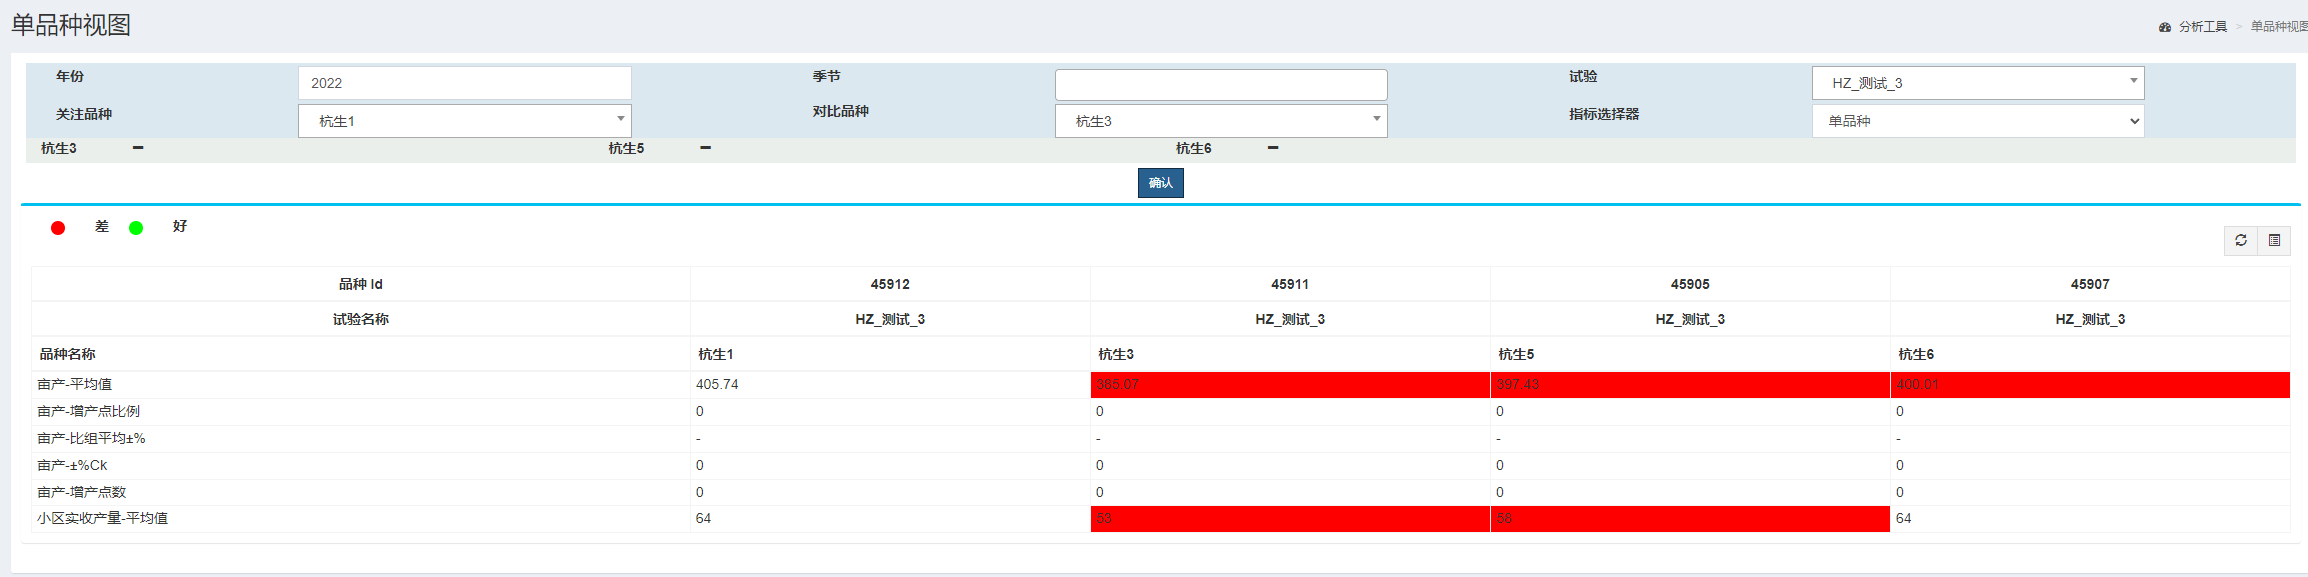 单品种视图
分析工具 > 单品种视图
年份 2022 季节 试验 HZ_测试_3
关注品种 杭生1 对比品种 杭生3 指标选择器 单品种
杭生3 杭生5 杭生6
确认
差 好
品种 Id 45912 45911 45905 45907
试验名称 HZ_测试_3 HZ_测试_3 HZ_测试_3 HZ_测试_3
品种名称 杭生1 杭生3 杭生5 杭生6
亩产-平均值 405.74 385.07 397.43 400.01
亩产-增产点比例 0 0 0 0
亩产-比组平均±% - - - -
亩产-±%Ck 0 0 0 0
亩产-增产点数 0 0 0 0
小区实收产量-平均值 64 53 58 64